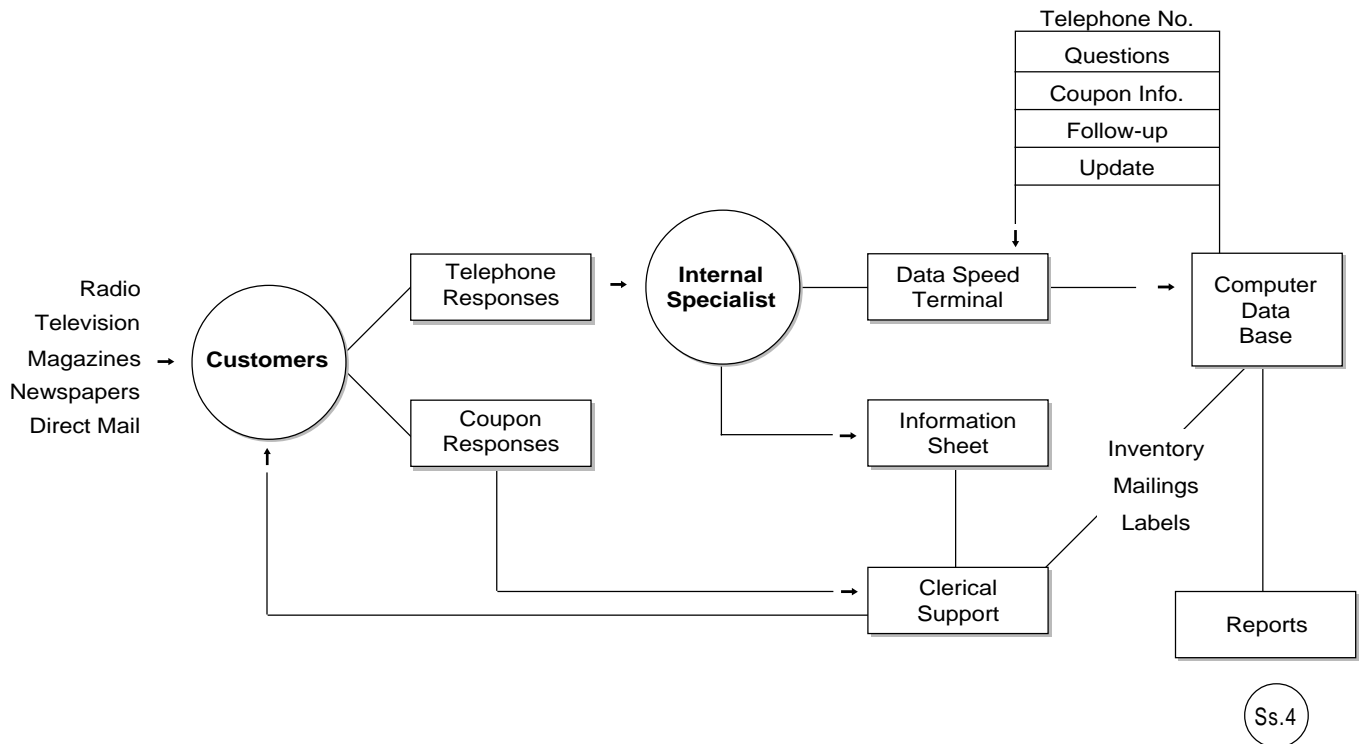 Telephone No.
Questions
Coupon Info.
Follow-up
Update
Radio
Television
Magazines
Newspapers
Direct Mail
Customers
Telephone
Responses
Coupon
Responses
Internal
Specialist
Data Speed
Terminal
Information
Sheet
Clerical
Support
Computer
Data
Base
Inventory
Mailings
Labels
Reports
Ss.4